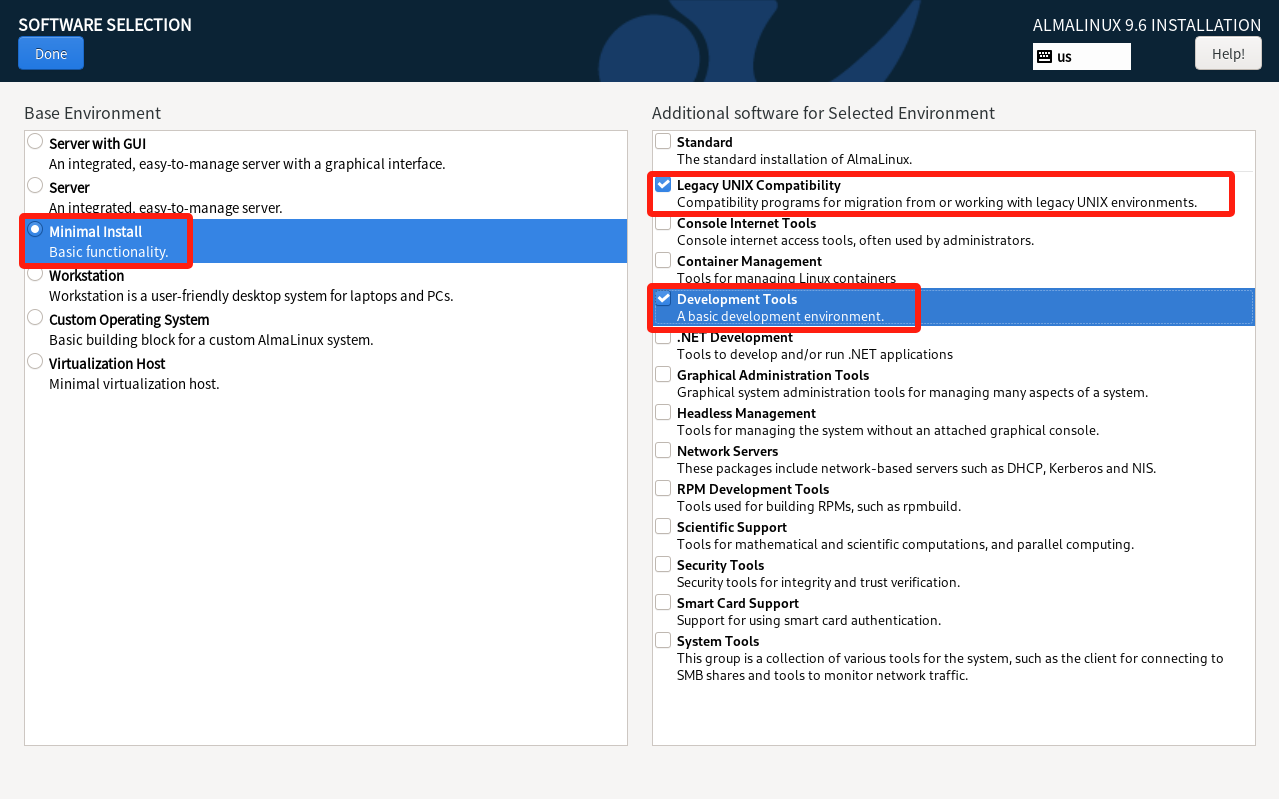 SOFTWARE SELECTION
Done
ALMALINUX 9.6 INSTALLATION
us
Help!
Base Environment
Server with GUI
An integrated, easy-to-manage server with a graphical interface.
Server
An integrated, easy-to-manage server.
Minimal Install
Basic functionality.
Workstation
Workstation is a user-friendly desktop system for laptops and PCs.
Custom Operating System
Basic building block for a custom AlmaLinux system.
Virtualization Host
Minimal virtualization host.
Additional software for Selected Environment
Standard
The standard installation of AlmaLinux.
Legacy UNIX Compatibility
Compatibility programs for migration from or working with legacy UNIX environments.
Console Internet Tools
Console internet access tools, often used by administrators.
Container Management
Tools for managing Linux containers
Development Tools
A basic development environment.
.NET Development
Tools to develop and/or run .NET applications
Graphical Administration Tools
Graphical system administration tools for managing many aspects of a system.
Headless Management
Tools for managing the system without an attached graphical console.
Network Servers
These packages include network-based servers such as DHCP, Kerberos and NIS.
RPM Development Tools
Tools used for building RPMs, such as rpmbuild.
Scientific Support
Tools for mathematical and scientific computations, and parallel computing.
Security Tools
Security tools for integrity and trust verification.
Smart Card Support
Support for using smart card authentication.
System Tools
This group is a collection of various tools for the system, such as the client for connecting to
SMB shares and tools to monitor network traffic.